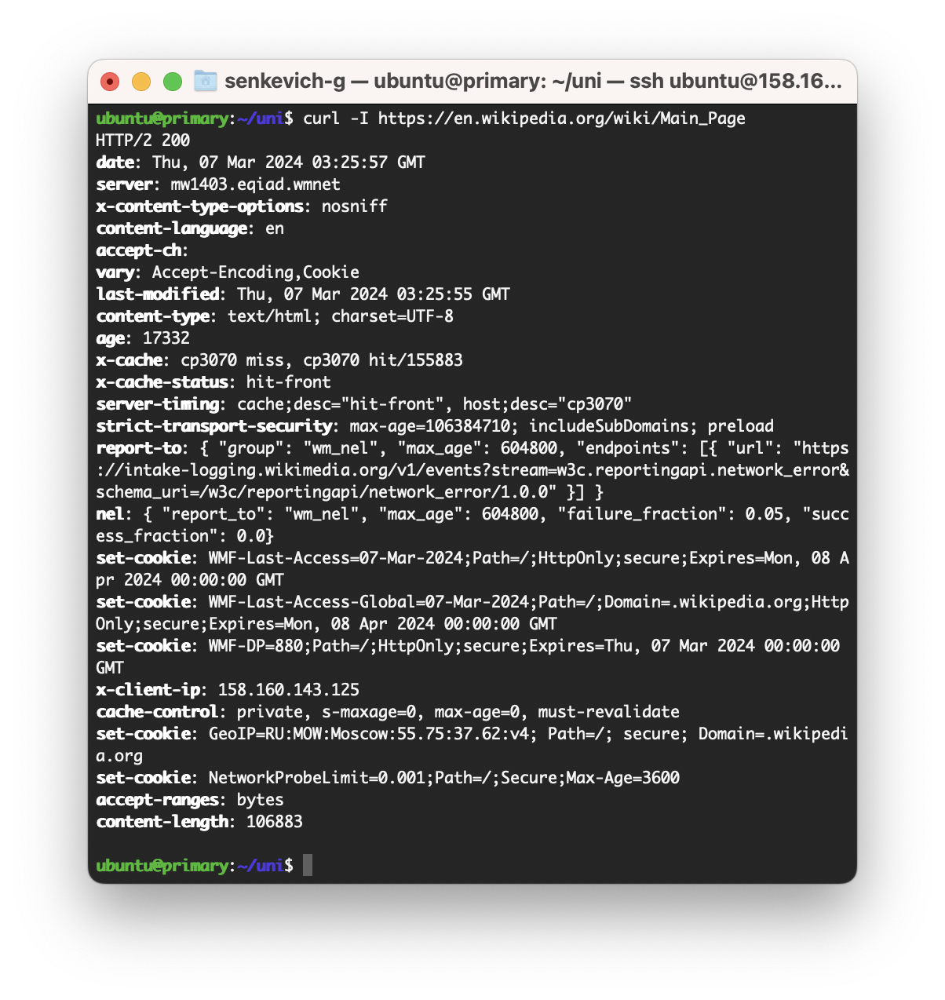 senkevich-g — ubuntu@primary: ~/uni — ssh ubuntu@158.16...
ubuntu@primary:~/uni$ curl -I https://en.wikipedia.org/wiki/Main_Page
HTTP/2 200
date: Thu, 07 Mar 2024 03:25:57 GMT
server: mw1403.eqiad.wmnet
x-content-type-options: nosniff
content-language: en
accept-ch:
vary: Accept-Encoding,Cookie
last-modified: Thu, 07 Mar 2024 03:25:55 GMT
content-type: text/html; charset=UTF-8
age: 17332
x-cache: cp3070 miss, cp3070 hit/155883
x-cache-status: hit-front
server-timing: cache;desc="hit-front", host;desc="cp3070"
strict-transport-security: max-age=106384710; includeSubDomains; preload
report-to: { "group": "wm_nel", "max_age": 604800, "endpoints": [{ "url": "https
://intake-logging.wikimedia.org/v1/events?stream=w3c.reportingapi.network_error&
schema_uri=/w3c/reportingapi/network_error/1.0.0" }] }
nel: { "report_to": "wm_nel", "max_age": 604800, "failure_fraction": 0.05, "succ
ess_fraction": 0.0}
set-cookie: WMF-Last-Access=07-Mar-2024;Path=/;HttpOnly;secure;Expires=Mon, 08 A
pr 2024 00:00:00 GMT
set-cookie: WMF-Last-Access-Global=07-Mar-2024;Path=/;Domain=.wikipedia.org;Http
Only;secure;Expires=Mon, 08 Apr 2024 00:00:00 GMT
set-cookie: WMF-DP=880;Path=/;HttpOnly;secure;Expires=Thu, 07 Mar 2024 00:00:00
GMT
x-client-ip: 158.160.143.125
cache-control: private, s-maxage=0, max-age=0, must-revalidate
set-cookie: GeoIP=RU:MOW:Moscow:55.75:37.62:v4; Path=/; secure; Domain=.wikipedi
a.org
set-cookie: NetworkProbeLimit=0.001;Path=/;Secure;Max-Age=3600
accept-ranges: bytes
content-length: 106883
ubuntu@primary:~/uni$